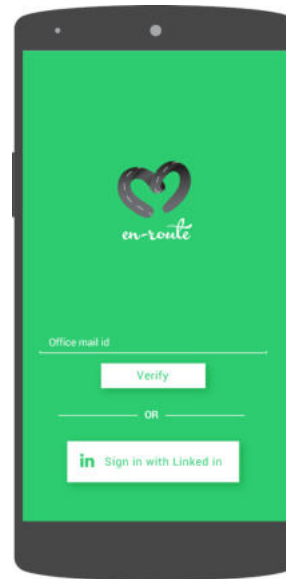 en-route
Office mail id
Verify
OR
in Sign in with Linked in